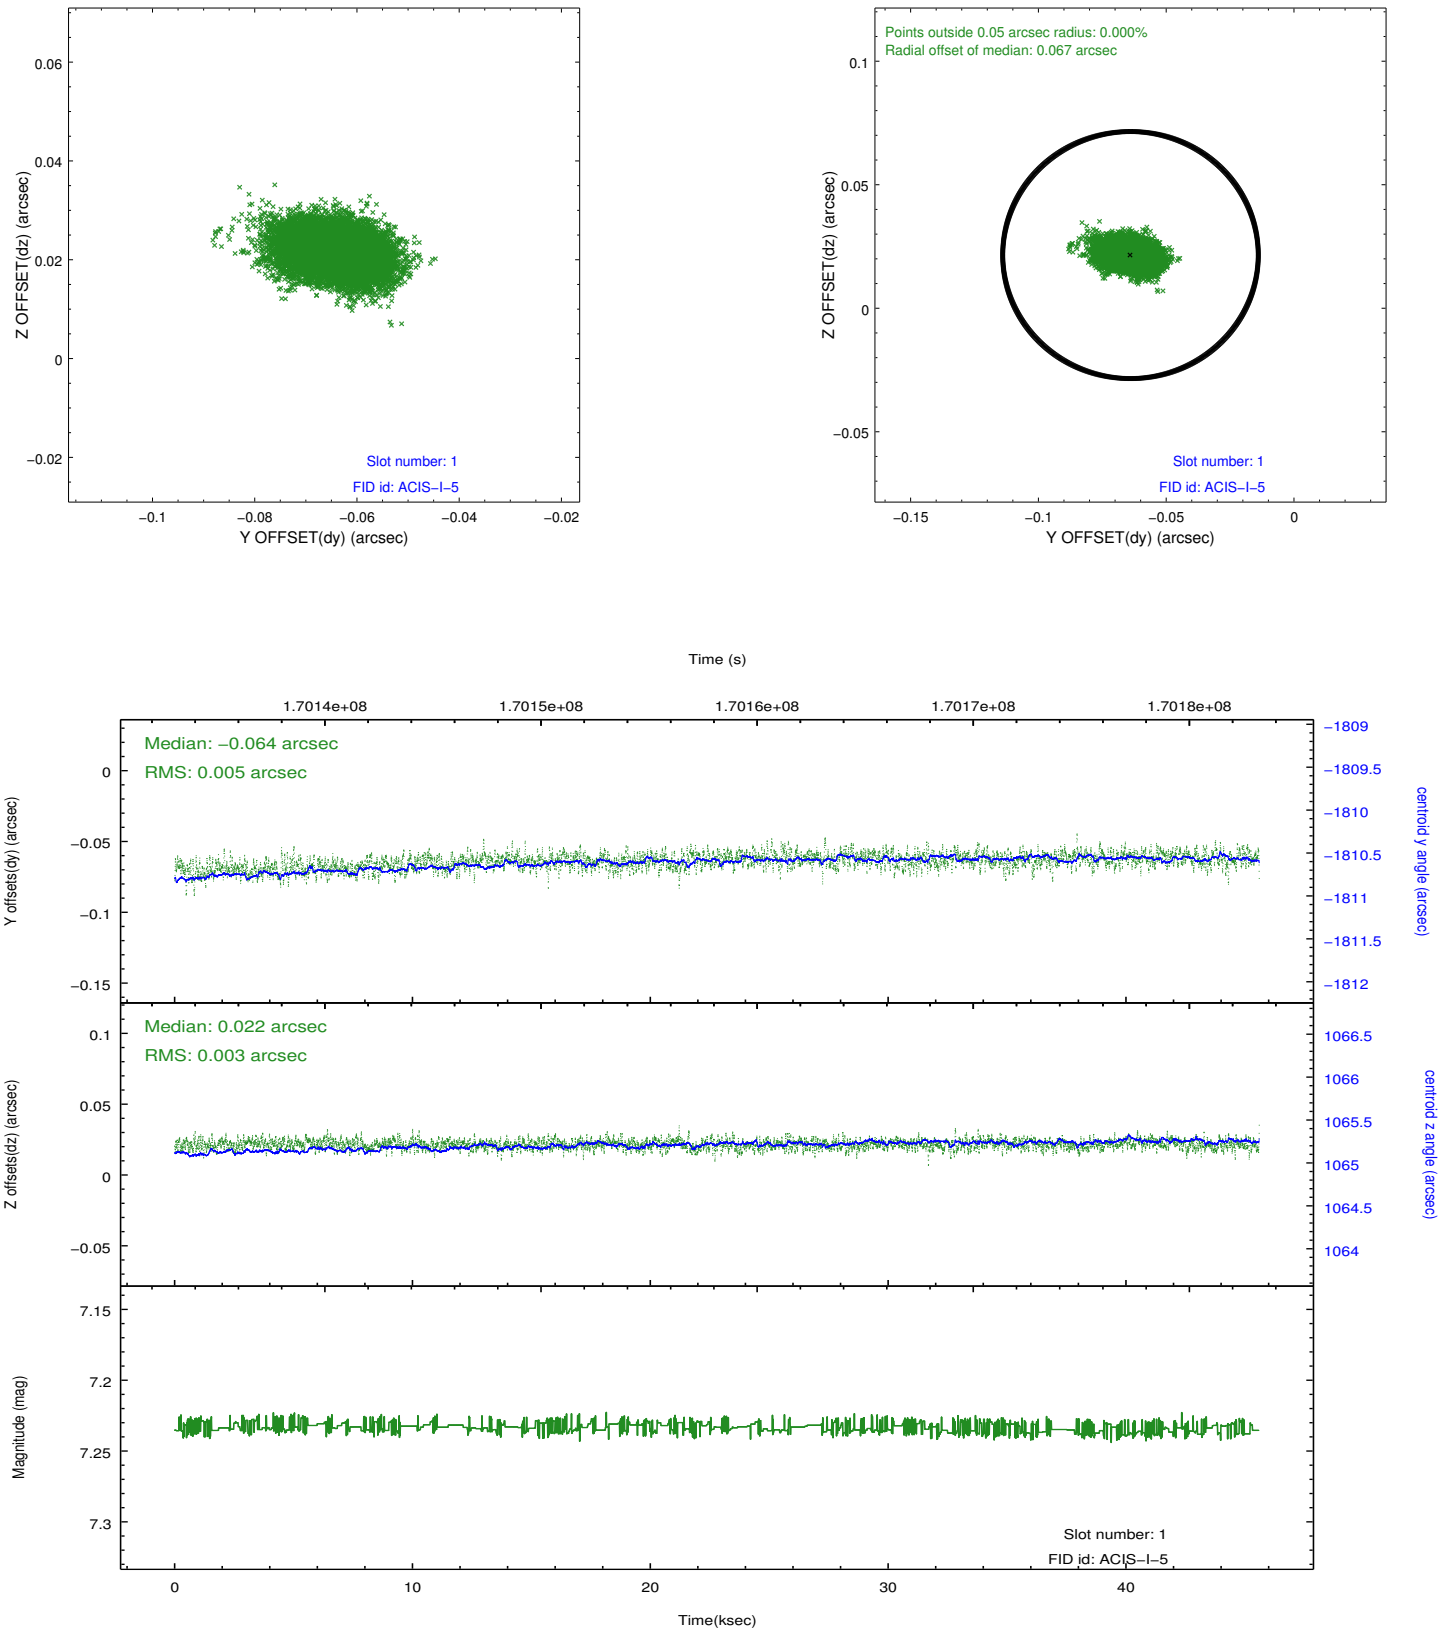 0.06
0.04
0.02
0
−0.02
Z OFFSET(dz) (arcsec)
Slot number: 1
FID id: ACIS−I−5
−0.1 −0.08 −0.06 −0.04 −0.02
Y OFFSET(dy) (arcsec)
Points outside 0.05 arcsec radius: 0.000%
Radial offset of median: 0.067 arcsec
0.1
0.05
0
−0.05
Z OFFSET(dz) (arcsec)
Slot number: 1
FID id: ACIS−I−5
−0.15 −0.1 −0.05 0
Y OFFSET(dy) (arcsec)
Time (s)
1.7014e+08 1.7015e+08 1.7016e+08 1.7017e+08 1.7018e+08
Median: −0.064 arcsec
RMS: 0.005 arcsec
0
−0.05
−0.1
−0.15
Y offsets(dy) (arcsec)
−1809
−1809.5
−1810
−1810.5
−1811
−1811.5
−1812
centroid y angle (arcsec)
Median: 0.022 arcsec
RMS: 0.003 arcsec
0.1
0.05
0
−0.05
Z offsets(dz) (arcsec)
1066.5
1066
1065.5
1065
1064.5
1064
centroid z angle (arcsec)
7.15
7.2
7.25
7.3
Magnitude (mag)
Slot number: 1
FID id: ACIS−I−5
0 10 20 30 40
Time(ksec)